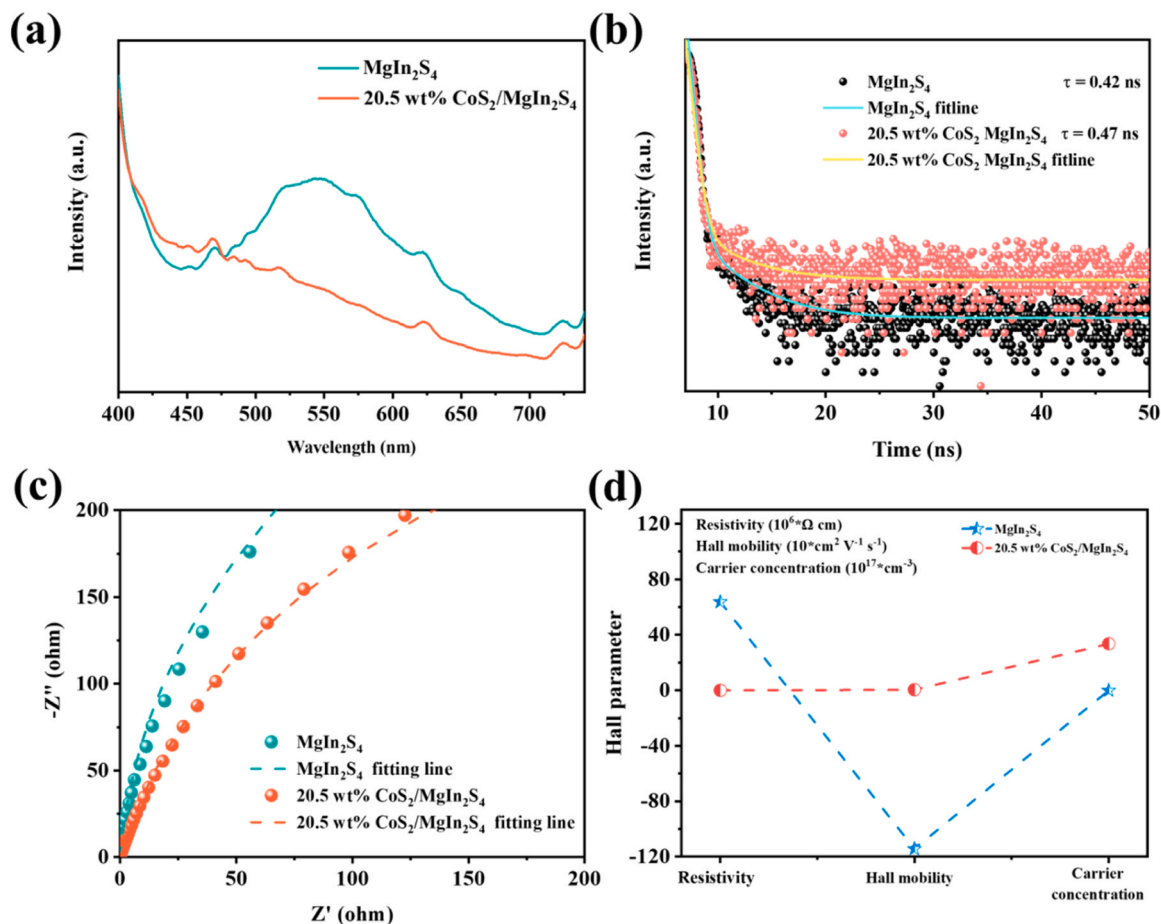 (a)
MgIn₂S₄
20.5 wt% CoS₂/MgIn₂S₄
Intensity (a.u.)
400 450 500 550 600 650 700
Wavelength (nm)
(b)
MgIn₂S₄ τ = 0.42 ns
MgIn₂S₄ fitline
20.5 wt% CoS₂ MgIn₂S₄ τ = 0.47 ns
20.5 wt% CoS₂ MgIn₂S₄ fitline
Intensity (a.u.)
10 20 30 40 50
Time (ns)
(c)
200
150
100
50
0
-Z'' (ohm)
MgIn₂S₄
MgIn₂S₄ fitting line
20.5 wt% CoS₂/MgIn₂S₄
20.5 wt% CoS₂/MgIn₂S₄ fitting line
0 50 100 150 200
Z' (ohm)
(d)
120
80
40
0
-40
-80
-120
Hall parameter
Resistivity (10⁶*Ω cm)
Hall mobility (10*cm² V⁻¹ s⁻¹)
Carrier concentration (10¹⁷*cm⁻³)
MgIn₂S₄
20.5 wt% CoS₂/MgIn₂S₄
Resistivity
Hall mobility
Carrier
concentration